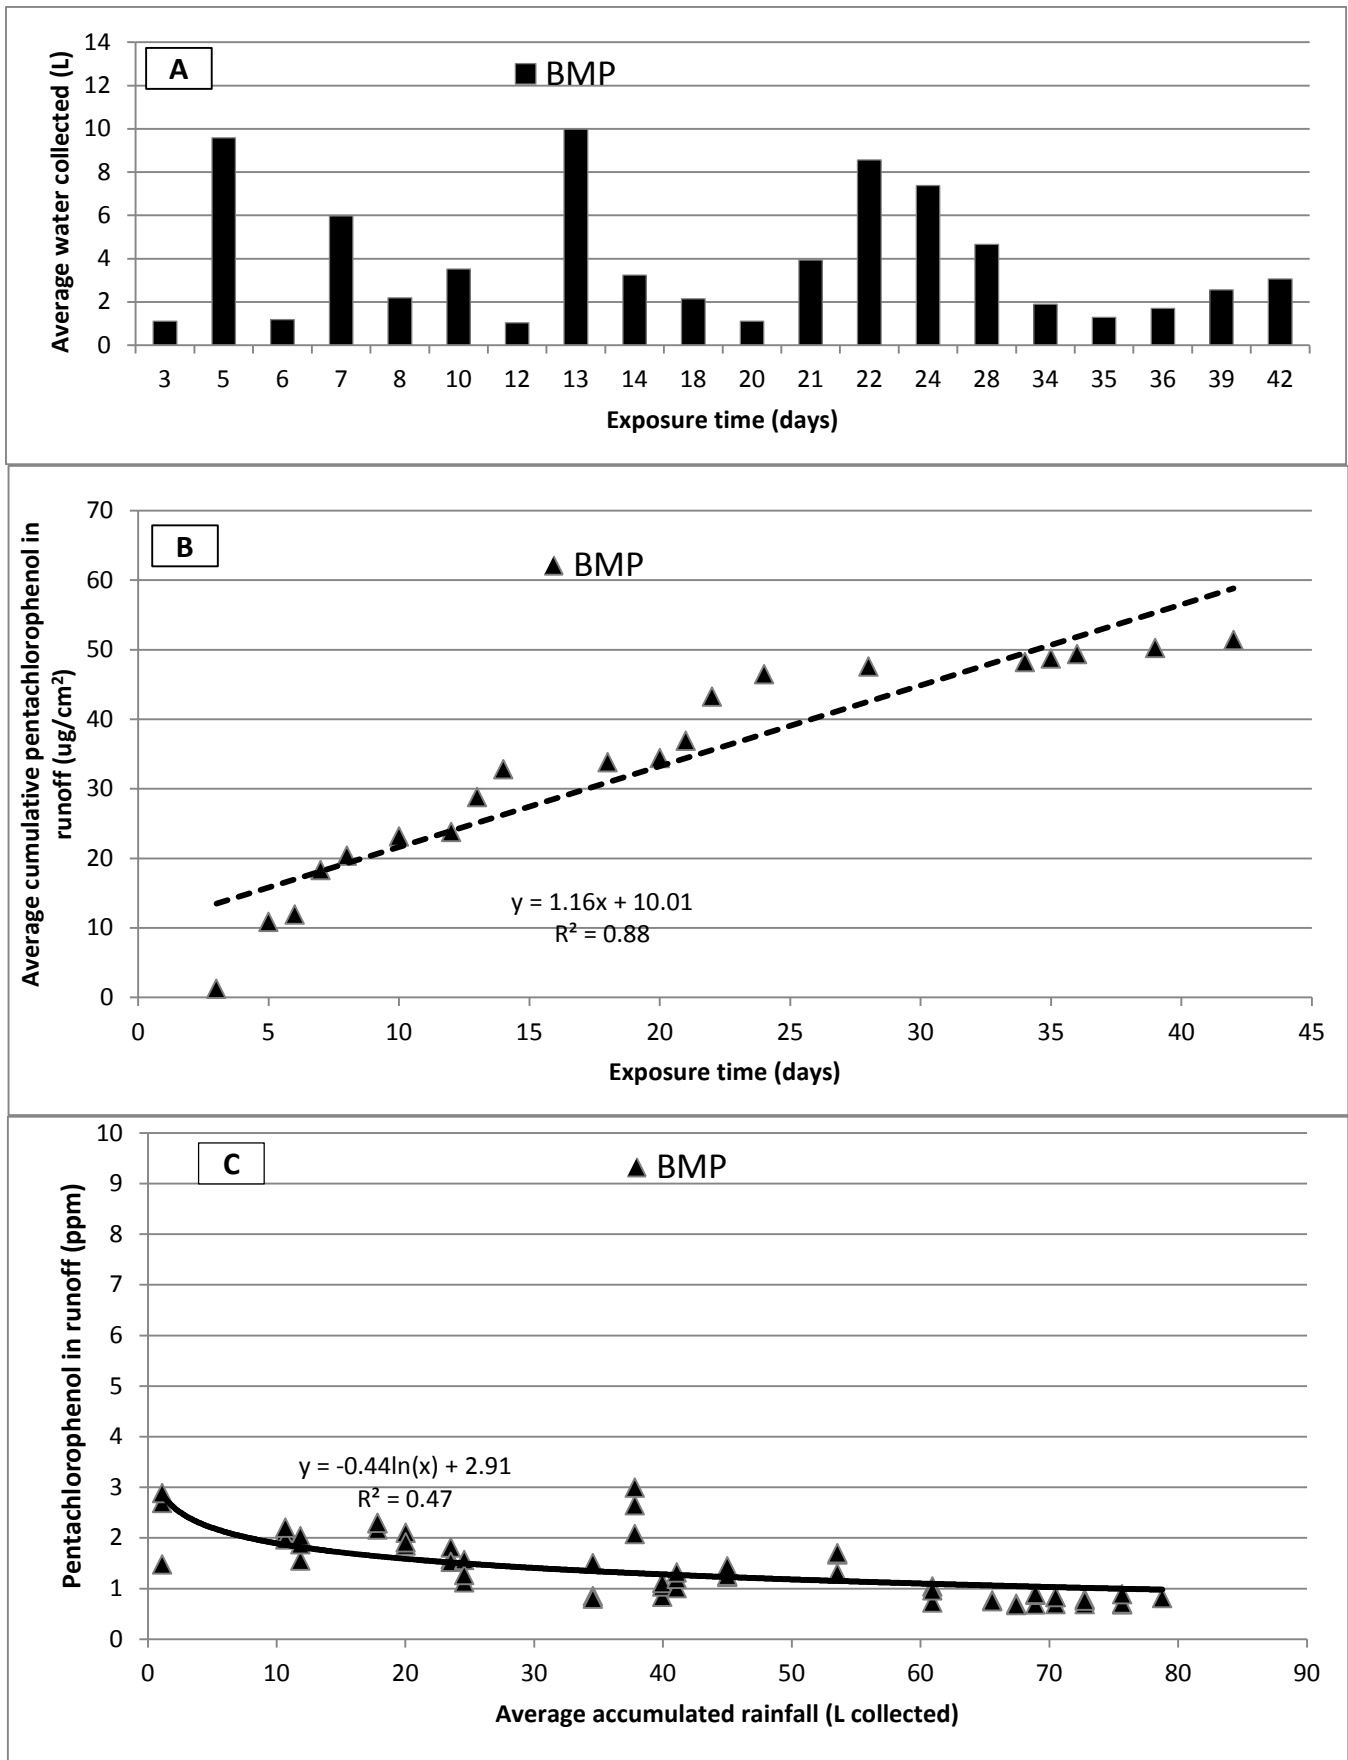 A
BMP
Average water collected (L)
14
12
10
8
6
4
2
0
3 5 6 7 8 10 12 13 14 18 20 21 22 24 28 34 35 36 39 42
Exposure time (days)
B
BMP
Average cumulative pentachlorophenol in
runoff (ug/cm²)
70
60
50
40
30
20
10
0
y = 1.16x + 10.01
R² = 0.88
0 5 10 15 20 25 30 35 40 45
Exposure time (days)
C
BMP
Pentachlorophenol in runoff (ppm)
10
9
8
7
6
5
4
3
2
1
0
y = -0.44ln(x) + 2.91
R² = 0.47
0 10 20 30 40 50 60 70 80 90
Average accumulated rainfall (L collected)